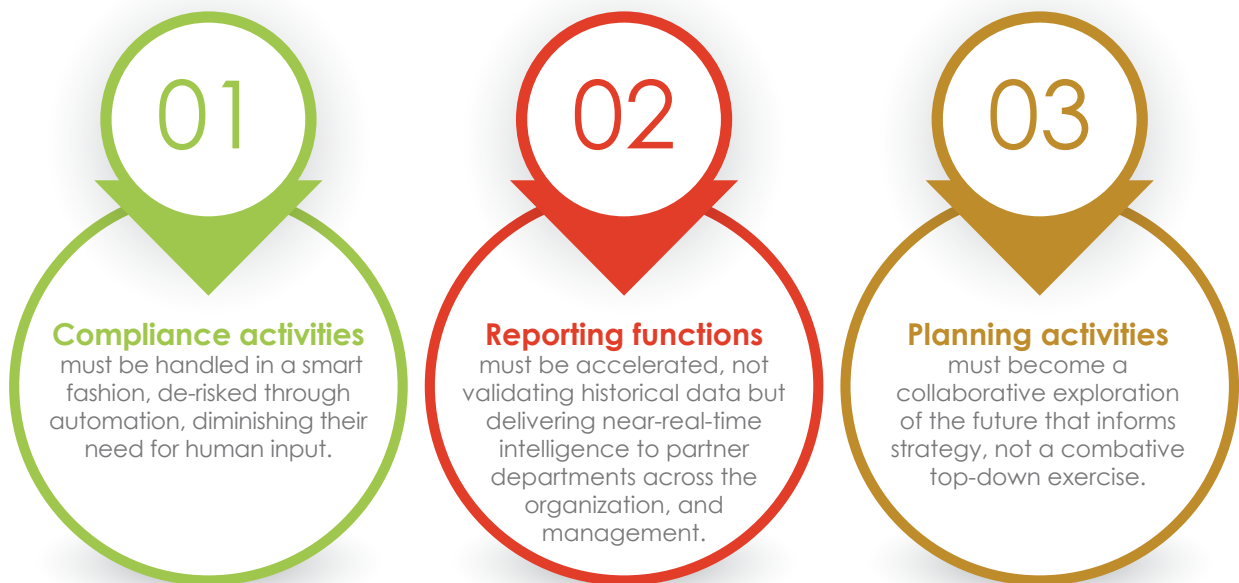 01
Compliance activities
must be handled in a smart
fashion, de-risked through
automation, diminishing their
need for human input.
02
Reporting functions
must be accelerated, not
validating historical data but
delivering near-real-time
intelligence to partner
departments across the
organization, and
management.
03
Planning activities
must become a
collaborative exploration
of the future that informs
strategy, not a combative
top-down exercise.